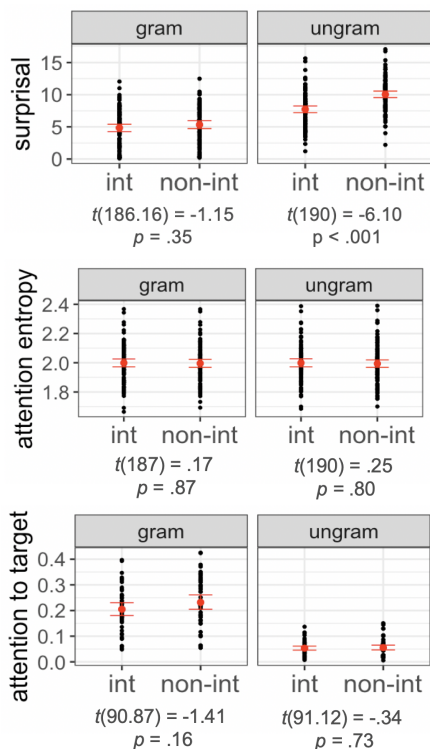 gram ungram
surprisal
15
10
5
0
int non-int int non-int
t(186.16) = -1.15 t(190) = -6.10
p = .35 p < .001
gram ungram
attention entropy
2.4
2.2
2.0
1.8
int non-int int non-int
t(187) = .17 t(190) = .25
p = .87 p = .80
gram ungram
attention to target
0.4
0.3
0.2
0.1
0.0
int non-int int non-int
t(90.87) = -1.41 t(91.12) = -.34
p = .16 p = .73